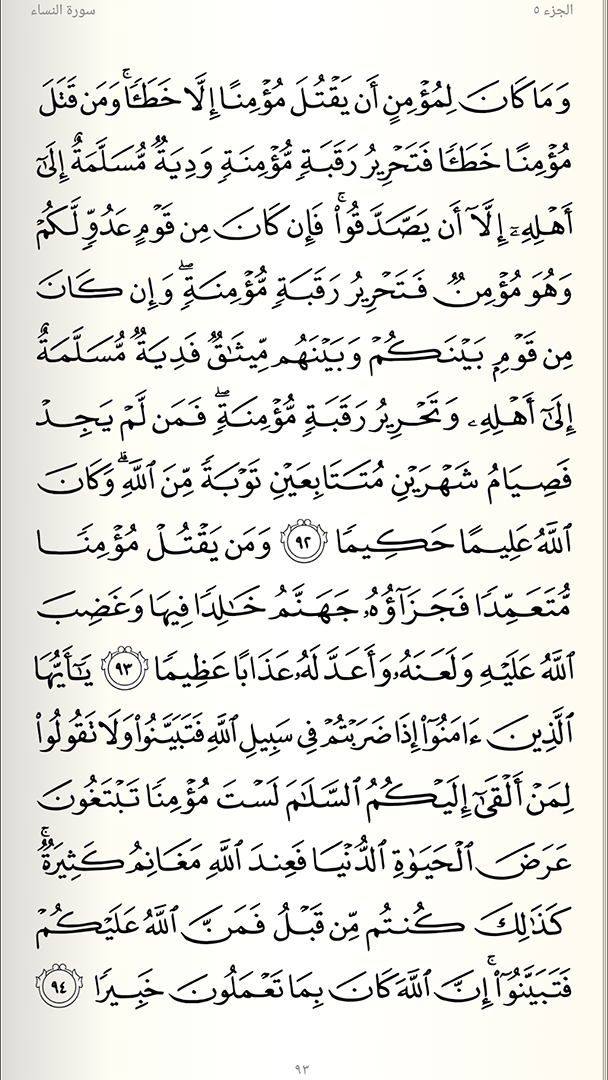 الجزء ٥
سورة النساء
وَمَا كَانَ لِمُؤۡمِنٍ أَن يَقۡتُلَ مُؤۡمِنًا إِلَّا خَطَـٔٗاۚ وَمَن قَتَلَ
مُؤۡمِنًا خَطَـٔٗا فَتَحۡرِيرُ رَقَبَةٖ مُّؤۡمِنَةٖ وَدِيَةٞ مُّسَلَّمَةٌ إِلَىٰٓ
أَهۡلِهِۦٓ إِلَّآ أَن يَصَّدَّقُواْۚ فَإِن كَانَ مِن قَوۡمٍ عَدُوّٖ لَّكُمۡ
وَهُوَ مُؤۡمِنٞ فَتَحۡرِيرُ رَقَبَةٖ مُّؤۡمِنَةٖۖ وَإِن كَانَ
مِن قَوۡمِۭ بَيۡنَكُمۡ وَبَيۡنَهُم مِّيثَٰقٞ فَدِيَةٞ مُّسَلَّمَةٌ
إِلَىٰٓ أَهۡلِهِۦ وَتَحۡرِيرُ رَقَبَةٖ مُّؤۡمِنَةٖۖ فَمَن لَّمۡ يَجِدۡ
فَصِيَامُ شَهۡرَيۡنِ مُتَتَابِعَيۡنِ تَوۡبَةٗ مِّنَ ٱللَّهِۗ وَكَانَ
ٱللَّهُ عَلِيمًا حَكِيمٗا ٩٢ وَمَن يَقۡتُلۡ مُؤۡمِنٗا
مُّتَعَمِّدٗا فَجَزَآؤُهُۥ جَهَنَّمُ خَٰلِدٗا فِيهَا وَغَضِبَ
ٱللَّهُ عَلَيۡهِ وَلَعَنَهُۥ وَأَعَدَّ لَهُۥ عَذَابًا عَظِيمٗا ٩٣ يَٰٓأَيُّهَا
ٱلَّذِينَ ءَامَنُوٓاْ إِذَا ضَرَبۡتُمۡ فِي سَبِيلِ ٱللَّهِ فَتَبَيَّنُواْ وَلَا تَقُولُواْ
لِمَنۡ أَلۡقَىٰٓ إِلَيۡكُمُ ٱلسَّلَٰمَ لَسۡتَ مُؤۡمِنٗا تَبۡتَغُونَ
عَرَضَ ٱلۡحَيَوٰةِ ٱلدُّنۡيَا فَعِندَ ٱللَّهِ مَغَانِمُ كَثِيرَةٞۚ
كَذَٰلِكَ كُنتُم مِّن قَبۡلُ فَمَنَّ ٱللَّهُ عَلَيۡكُمۡ
فَتَبَيَّنُوٓاْۚ إِنَّ ٱللَّهَ كَانَ بِمَا تَعۡمَلُونَ خَبِيرٗا ٩٤
٩٣